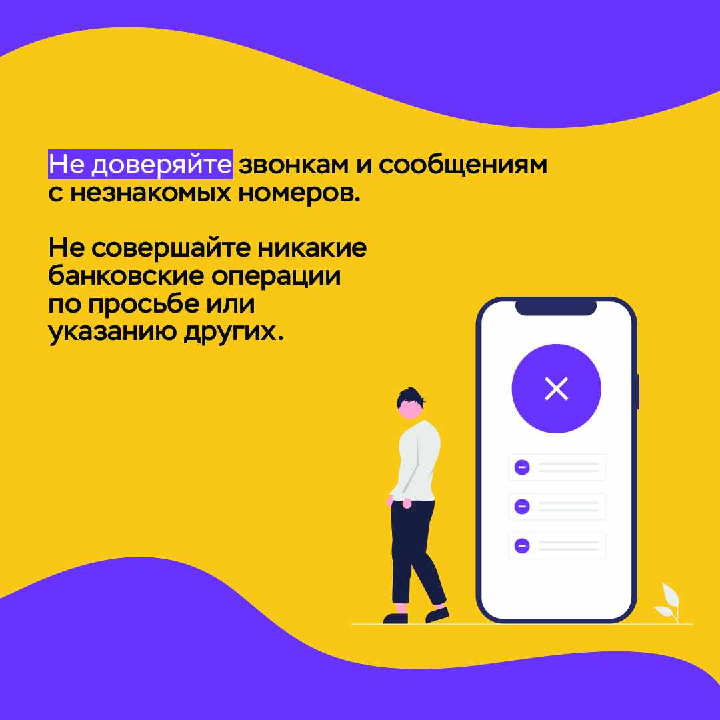 Не доверяйте звонкам и сообщениям
с незнакомых номеров.
Не совершайте никакие
банковские операции
по просьбе или
указанию других.